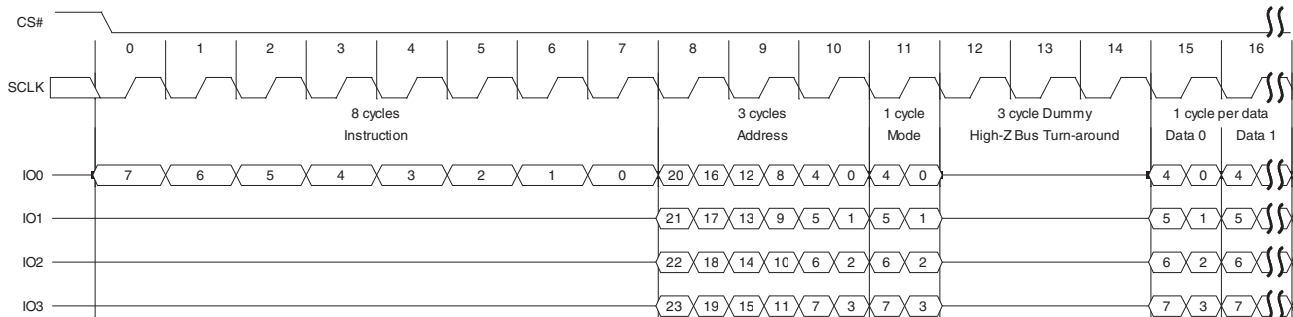 CS#
0 1 2 3 4 5 6 7 8 9 10 11 12 13 14 15 16
SCLK
8 cycles 3 cycles 1 cycle 3 cycle Dummy 1 cycle per data
Instruction Address Mode High-Z Bus Turn-around Data 0 Data 1
IO0 7 6 5 4 3 2 1 0 20 16 12 8 4 0 4 0 4 0 4
IO1 21 17 13 9 5 1 5 1 5 1 5
IO2 22 18 14 10 6 2 6 2 6 2 6
IO3 23 19 15 11 7 3 7 3 7 3 7